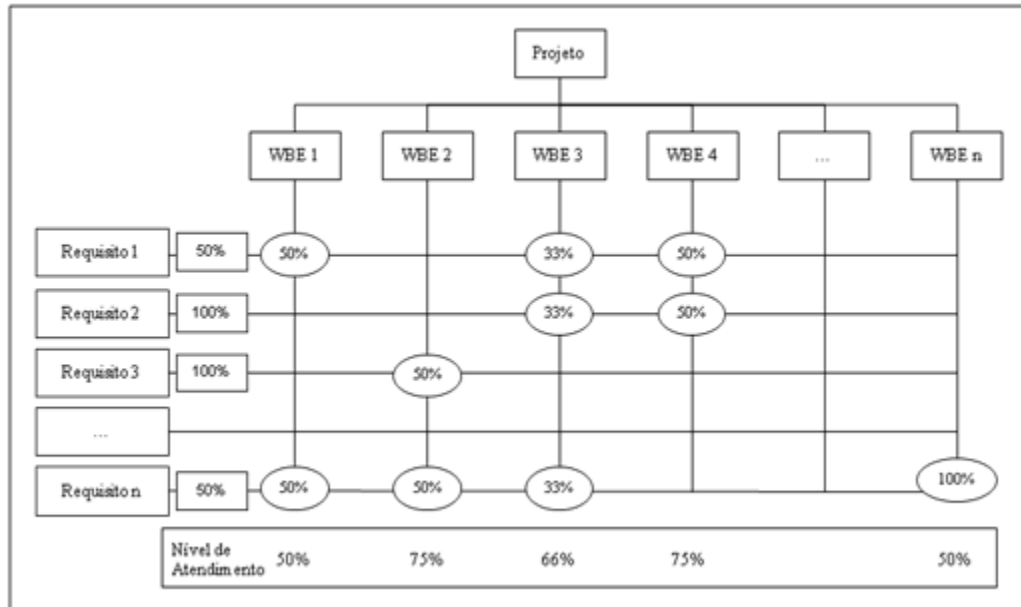 Projeto
WBE 1 WBE 2 WBE 3 WBE 4 ... WBE n
Requisito 1 50% 50% 33% 50%
Requisito 2 100% 33% 50%
Requisito 3 100% 50%
...
Requisito n 50% 50% 50% 33% 100%
Nível de
Atendimento 50% 75% 66% 75% 50%